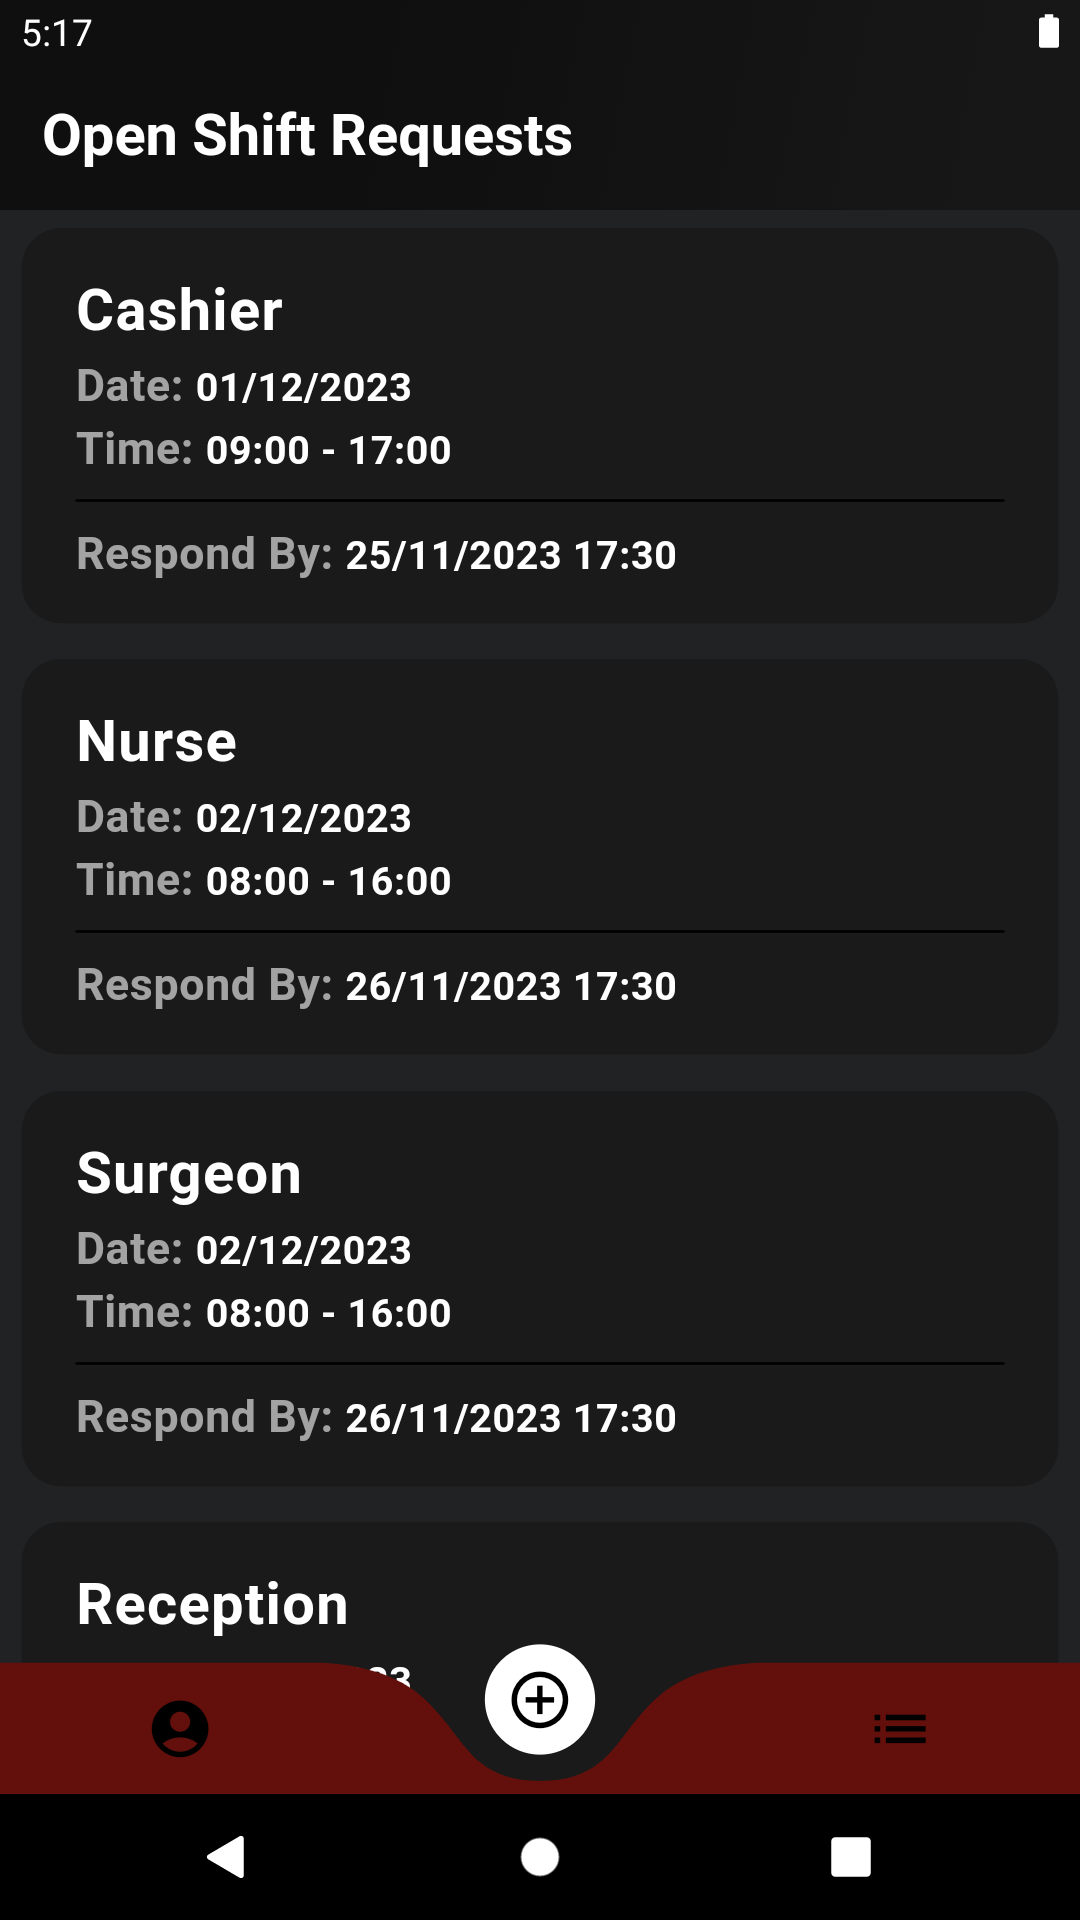 5:17
Open Shift Requests
Cashier
Date: 01/12/2023
Time: 09:00 - 17:00
Respond By: 25/11/2023 17:30
Nurse
Date: 02/12/2023
Time: 08:00 - 16:00
Respond By: 26/11/2023 17:30
Surgeon
Date: 02/12/2023
Time: 08:00 - 16:00
Respond By: 26/11/2023 17:30
Reception